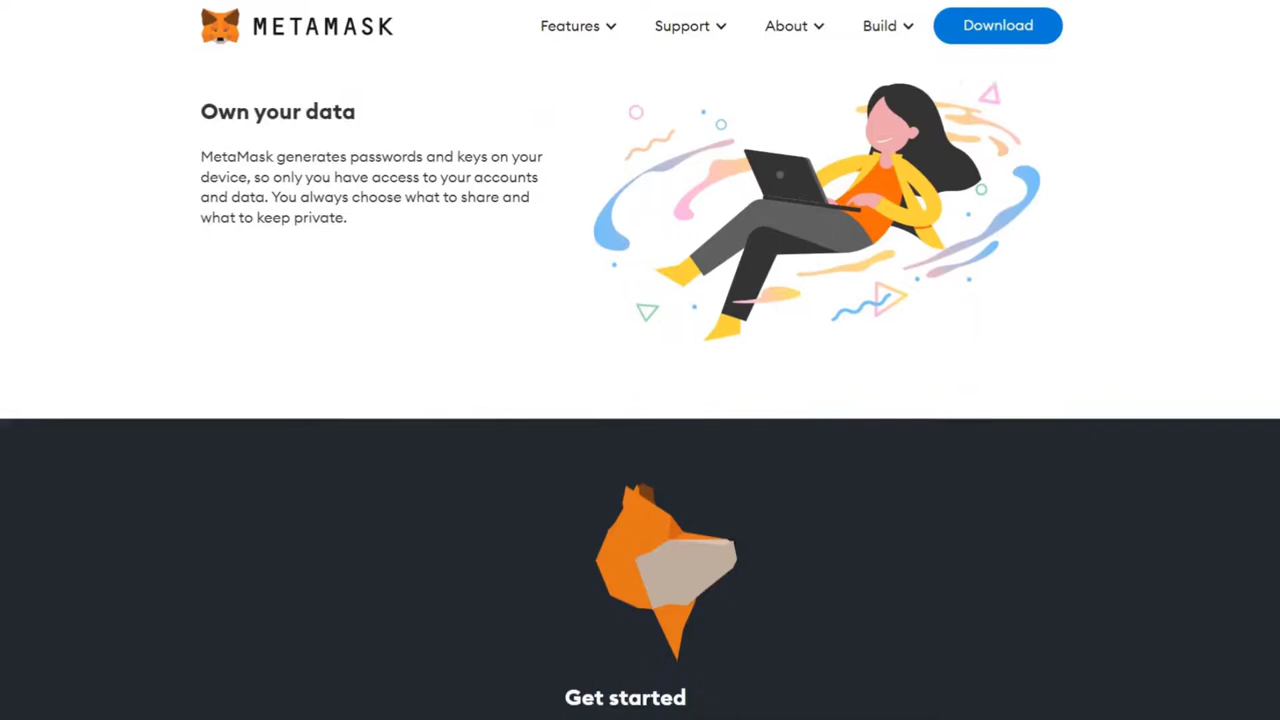 METAMASK
Features
Support
About
Build
Download
Own your data
MetaMask generates passwords and keys on your
device, so only you have access to your accounts
and data. You always choose what to share and
what to keep private.
Get started